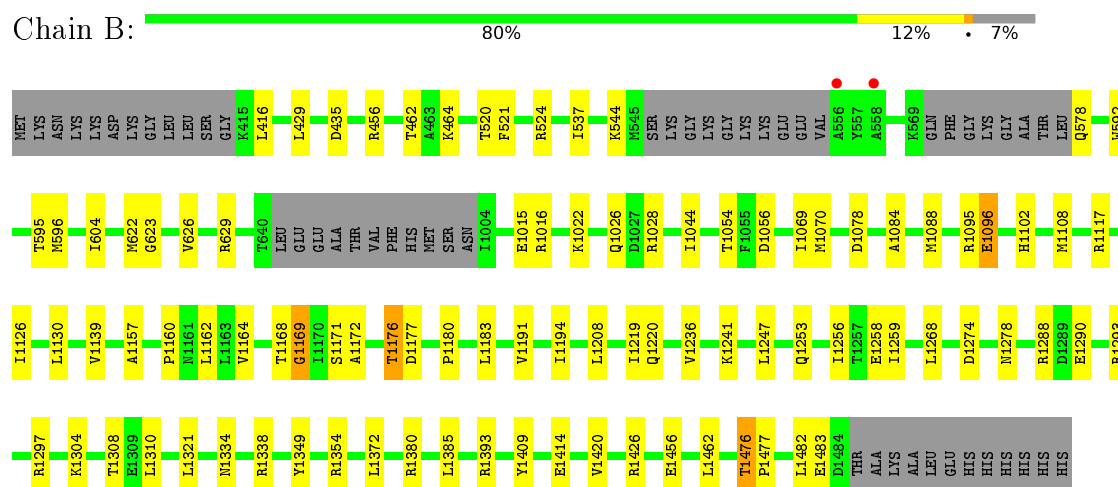 Chain B:
80% 12% • 7%
MET LYS ASN LYS LYS ASP LYS GLY LEU LEU SER GLY K415 L416 L429 D435 R456 T462 A463 K464 T520 F521 R524 I537 K544 M545 SER LYS GLY LYS GLY LYS LYS GLU GLU VAL A556 Y557 A558 K569 GLN PHE GLY LYS GLY ALA THR LEU Q578 W592
T595 M596 I604 M622 G623 V626 R629 T640 LEU GLU GLU ALA THR VAL PHE HIS MET SER ASN I1004 E1015 R1016 K1022 Q1026 D1027 R1028 I1044 T1054 F1055 D1056 I1069 M1070 D1078 A1084 M1088 R1095 E1096 H1102 M1108 R1117
I1126 L1130 V1139 A1157 P1160 N1161 L1162 L1163 V1164 T1168 G1169 I1170 S1171 A1172 T1176 D1177 P1180 L1183 V1191 I1194 L1208 I1219 Q1220 V1236 K1241 L1247 Q1253 I1256 T1257 E1258 I1259 L1268 D1274 N1278 R1288 D1289 E1290 R1293
R1297 K1304 T1308 E1309 L1310 L1321 N1334 R1338 Y1349 R1354 L1372 R1380 L1385 R1393 Y1409 E1414 V1420 R1426 E1456 L1462 T1476 P1477 L1482 E1483 D1484 THR ALA LYS ALA LEU GLU HIS HIS HIS HIS HIS HIS